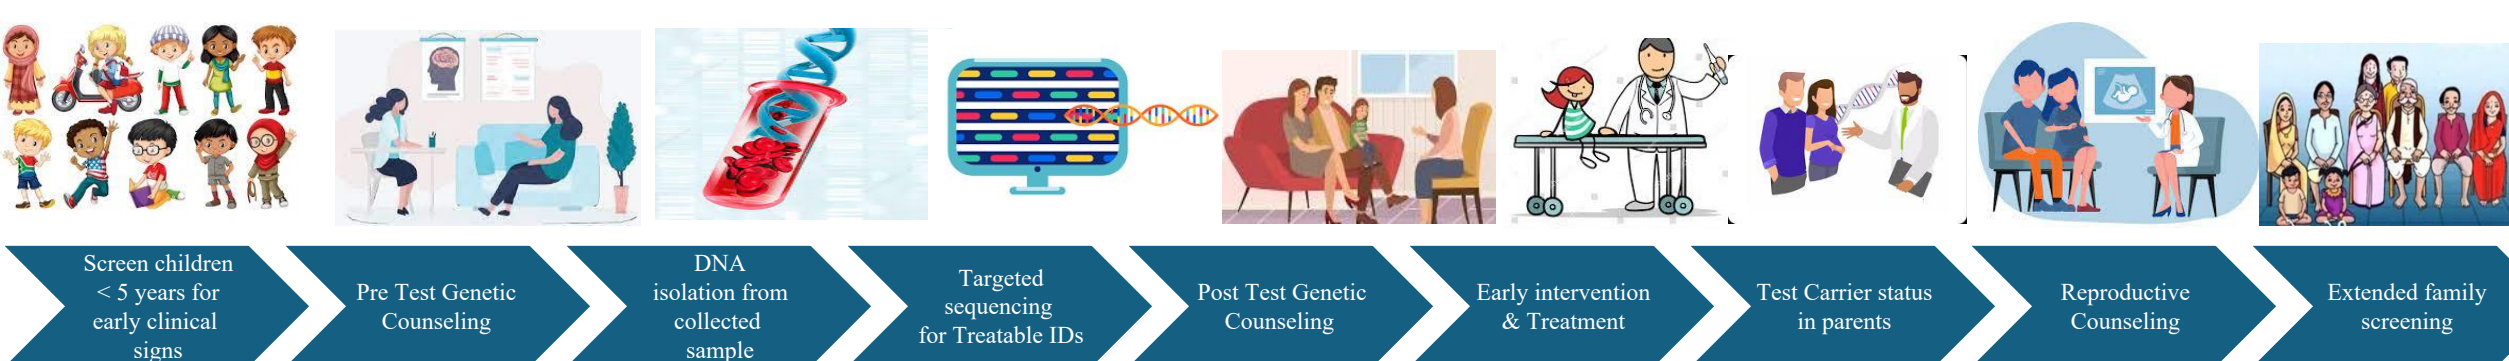 Screen children
< 5 years for
early clinical
signs
Pre Test Genetic
Counseling
DNA
isolation from
collected
sample
Targeted
sequencing
for Treatable IDs
Post Test Genetic
Counseling
Early intervention
& Treatment
Test Carrier status
in parents
Reproductive
Counseling
Extended family
screening